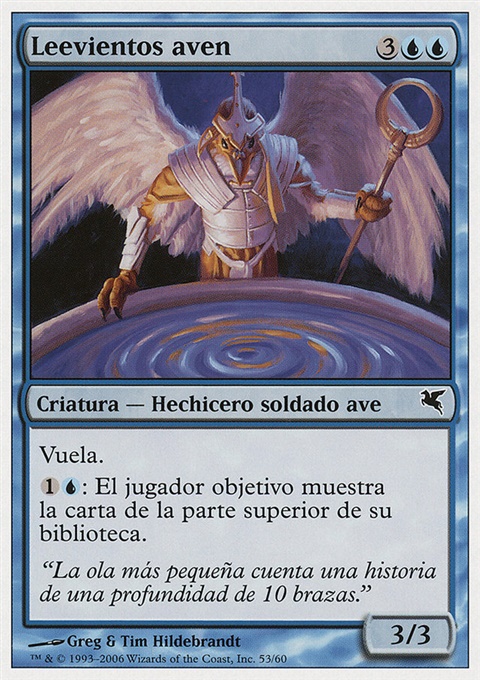 Leevientos aven 3
Criatura — Hechicero soldado ave
Vuela.
1: El jugador objetivo muestra
la carta de la parte superior de su
biblioteca.
“La ola más pequeña cuenta una historia
de una profundidad de 10 brazas.”
Greg & Tim Hildebrandt
3/3
™ & © 1993–2006 Wizards of the Coast, Inc. 53/60